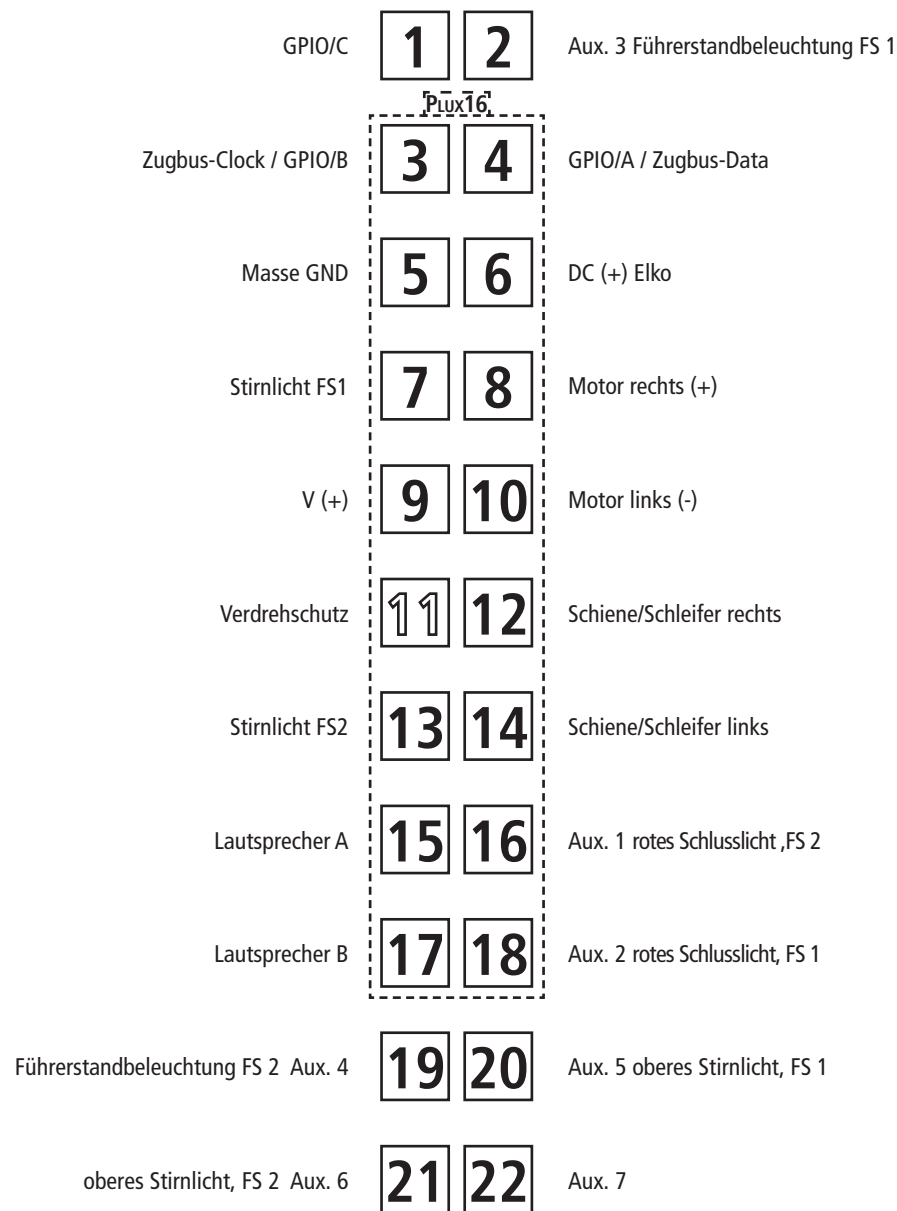 GPIO/C 1 2 Aux. 3 Führerstandbeleuchtung FS 1
PLUX16
Zugbus-Clock / GPIO/B 3 4 GPIO/A / Zugbus-Data
Masse GND 5 6 DC (+) Elko
Stirnlicht FS1 7 8 Motor rechts (+)
V (+) 9 10 Motor links (-)
Verdrehschutz 11 12 Schiene/Schleifer rechts
Stirnlicht FS2 13 14 Schiene/Schleifer links
Lautsprecher A 15 16 Aux. 1 rotes Schlusslicht ,FS 2
Lautsprecher B 17 18 Aux. 2 rotes Schlusslicht, FS 1
Führerstandbeleuchtung FS 2 Aux. 4 19 20 Aux. 5 oberes Stirnlicht, FS 1
oberes Stirnlicht, FS 2 Aux. 6 21 22 Aux. 7